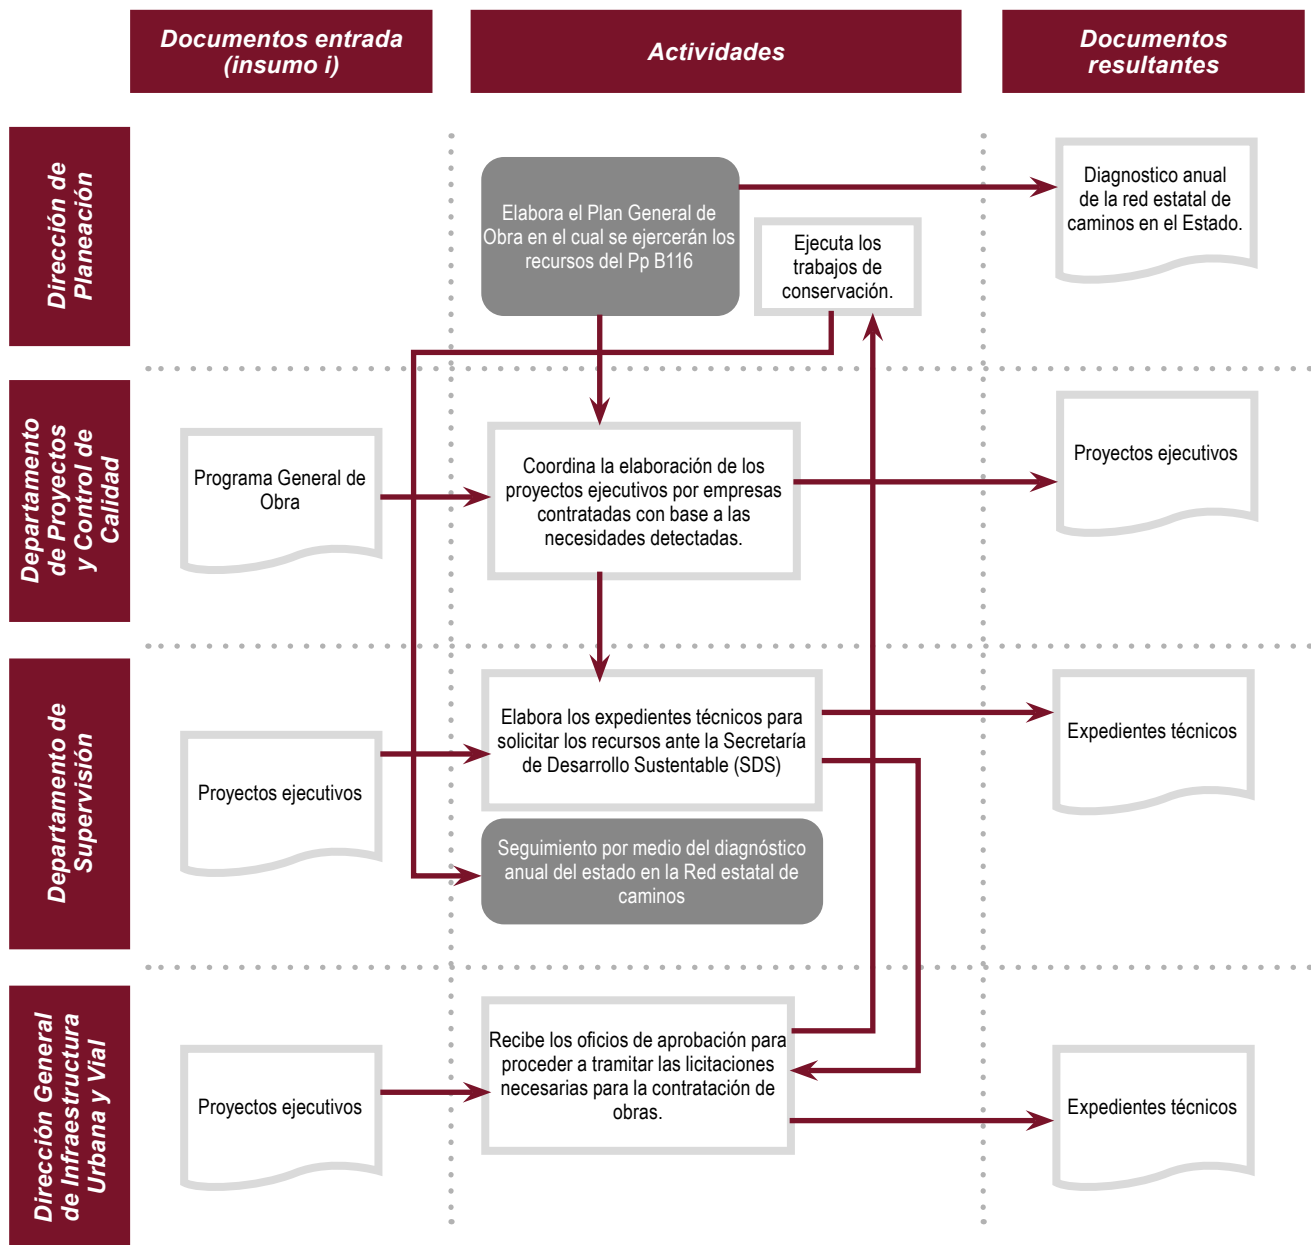 Documentos entrada
(insumo i)
Actividades
Documentos
resultantes
Dirección de
Planeación
Elabora el Plan General de
Obra en el cual se ejercerán los
recursos del Pp B116
Ejecuta los
trabajos de
conservación.
Diagnostico anual
de la red estatal de
caminos en el Estado.
Departamento
de Proyectos
y Control de
Calidad
Programa General de
Obra
Coordina la elaboración de los
proyectos ejecutivos por empresas
contratadas con base a las
necesidades detectadas.
Proyectos ejecutivos
Departamento de
Supervisión
Proyectos ejecutivos
Elabora los expedientes técnicos para
solicitar los recursos ante la Secretaría
de Desarrollo Sustentable (SDS)
Expedientes técnicos
Seguimiento por medio del diagnóstico
anual del estado en la Red estatal de
caminos
Dirección General
de Infraestructura
Urbana y Vial
Proyectos ejecutivos
Recibe los oficios de aprobación para
proceder a tramitar las licitaciones
necesarias para la contratación de
obras.
Expedientes técnicos